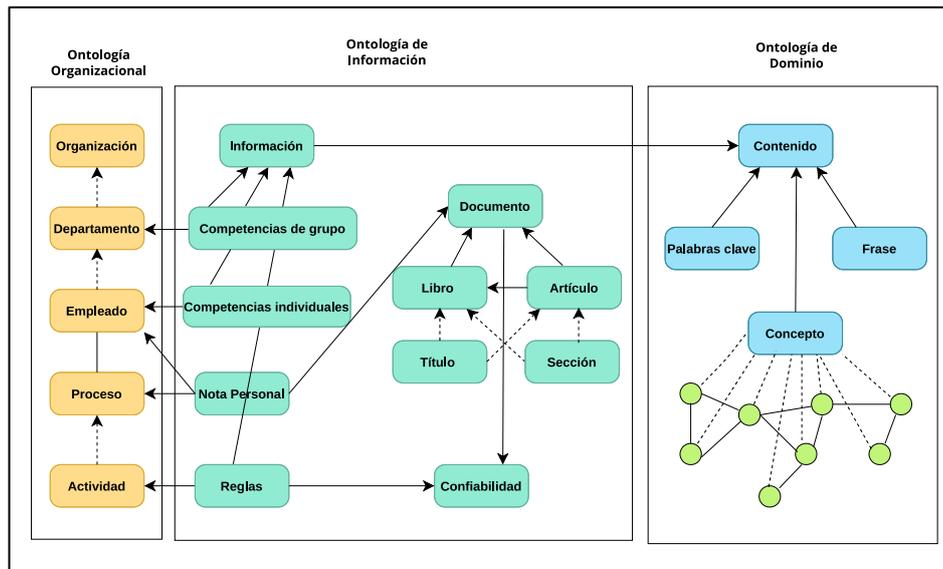 Ontología
Organizacional
Ontología de
Información
Ontología de
Dominio
Organización
Información
Contenido
Departamento
Competencias de grupo
Documento
Palabras clave
Frase
Empleado
Competencias individuales
Libro
Artículo
Concepto
Título
Sección
Proceso
Nota Personal
Actividad
Reglas
Confiabilidad